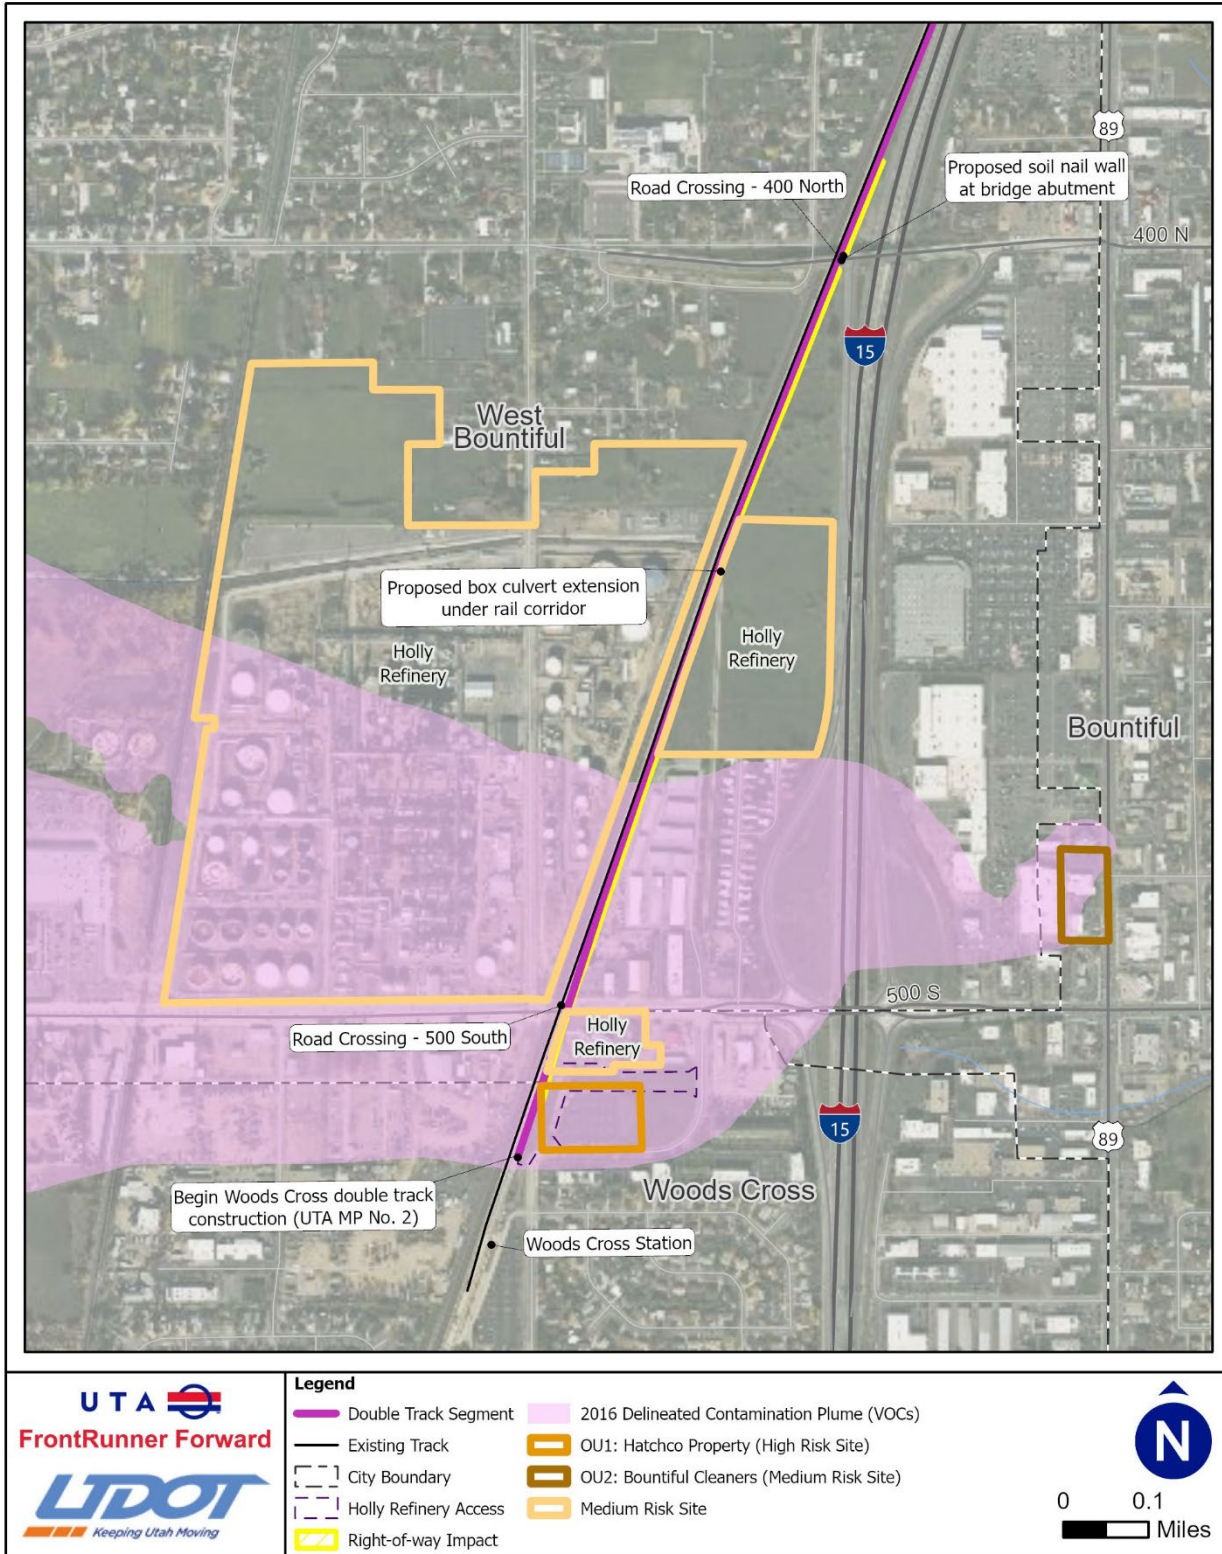 89
Road Crossing - 400 North
Proposed soil nail wall
at bridge abutment
400 N
15
West
Bountiful
Proposed box culvert extension
under rail corridor
Holly
Refinery
Holly
Refinery
Bountiful
500 S
Road Crossing - 500 South
Holly
Refinery
15
89
Begin Woods Cross double track
construction (UTA MP No. 2)
Woods Cross
Woods Cross Station
UTA
FrontRunner Forward
UDOT
Keeping Utah Moving
Legend
Double Track Segment
Existing Track
City Boundary
Holly Refinery Access
Right-of-way Impact
2016 Delineated Contamination Plume (VOCs)
OU1: Hatchco Property (High Risk Site)
OU2: Bountiful Cleaners (Medium Risk Site)
Medium Risk Site
N
0 0.1
Miles